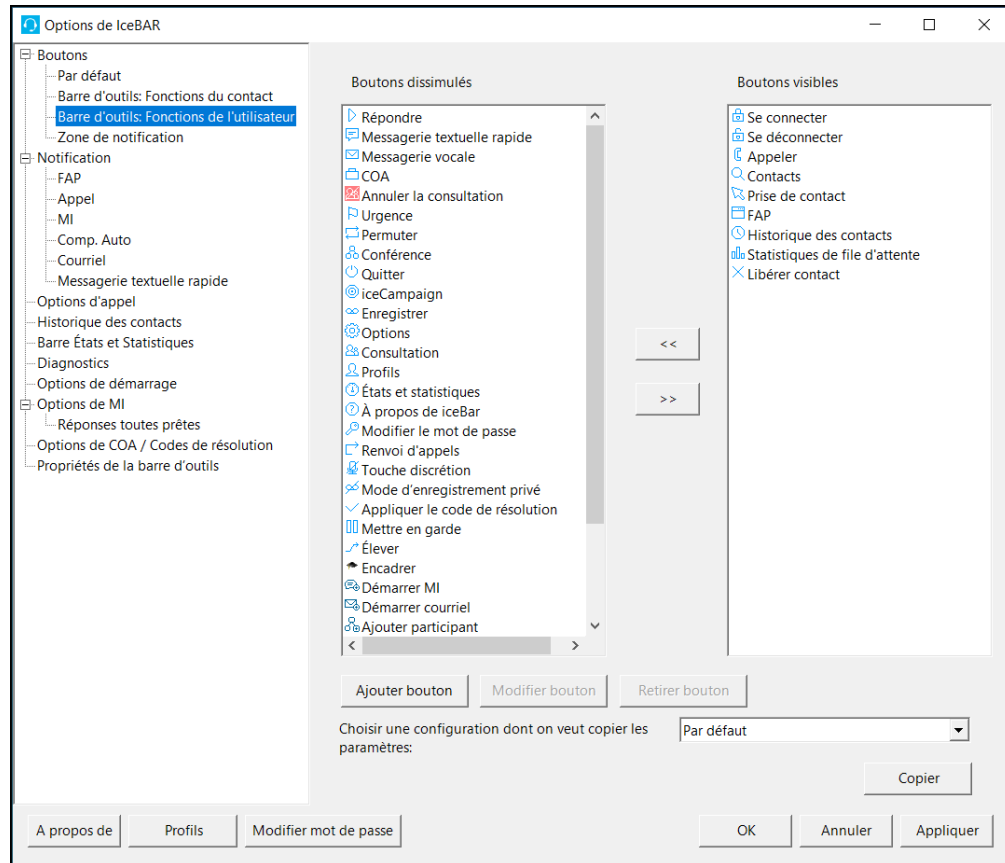 Options de IceBAR
Boutons
Par défaut
Barre d'outils: Fonctions du contact
Barre d'outils: Fonctions de l'utilisateur
Zone de notification
Notification
FAP
Appel
MI
Comp. Auto
Courriel
Messagerie textuelle rapide
Options d'appel
Historique des contacts
Barre États et Statistiques
Diagnostics
Options de démarrage
Options de MI
Réponses toutes prêtes
Options de COA / Codes de résolution
Propriétés de la barre d'outils
Boutons dissimulés
Répondre
Messagerie textuelle rapide
Messagerie vocale
COA
Annuler la consultation
Urgence
Permuter
Conférence
Quitter
iceCampaign
Enregistrer
Options
Consultation
Profils
États et statistiques
À propos de iceBar
Modifier le mot de passe
Renvoi d'appels
Touche discrétion
Mode d'enregistrement privé
Appliquer le code de résolution
Mettre en garde
Élever
Encadrer
Démarrer MI
Démarrer courriel
Ajouter participant
<<
>>
Boutons visibles
Se connecter
Se déconnecter
Appeler
Contacts
Prise de contact
FAP
Historique des contacts
Statistiques de file d'attente
Libérer contact
Ajouter bouton
Modifier bouton
Retirer bouton
Choisir une configuration dont on veut copier les
paramètres:
Par défaut
Copier
A propos de
Profils
Modifier mot de passe
OK
Annuler
Appliquer